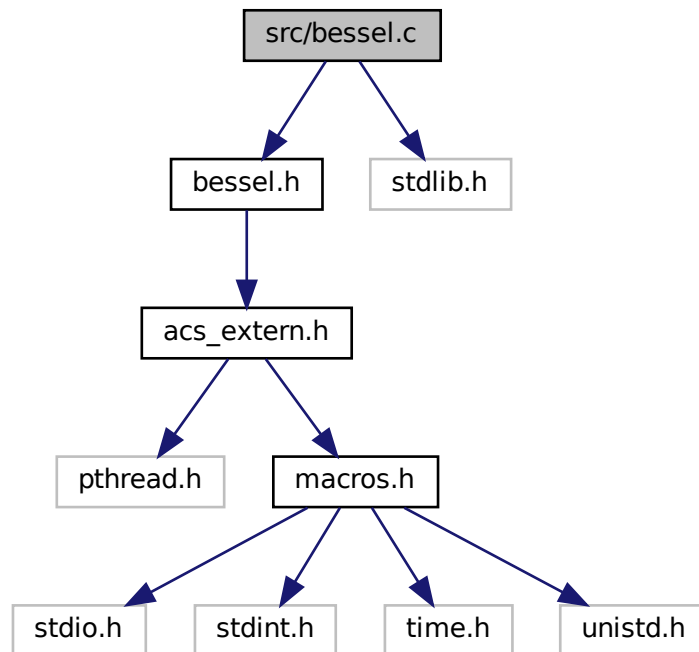 src/bessel.c
bessel.h
stdlib.h
acs_extern.h
pthread.h
macros.h
stdio.h
stdint.h
time.h
unistd.h